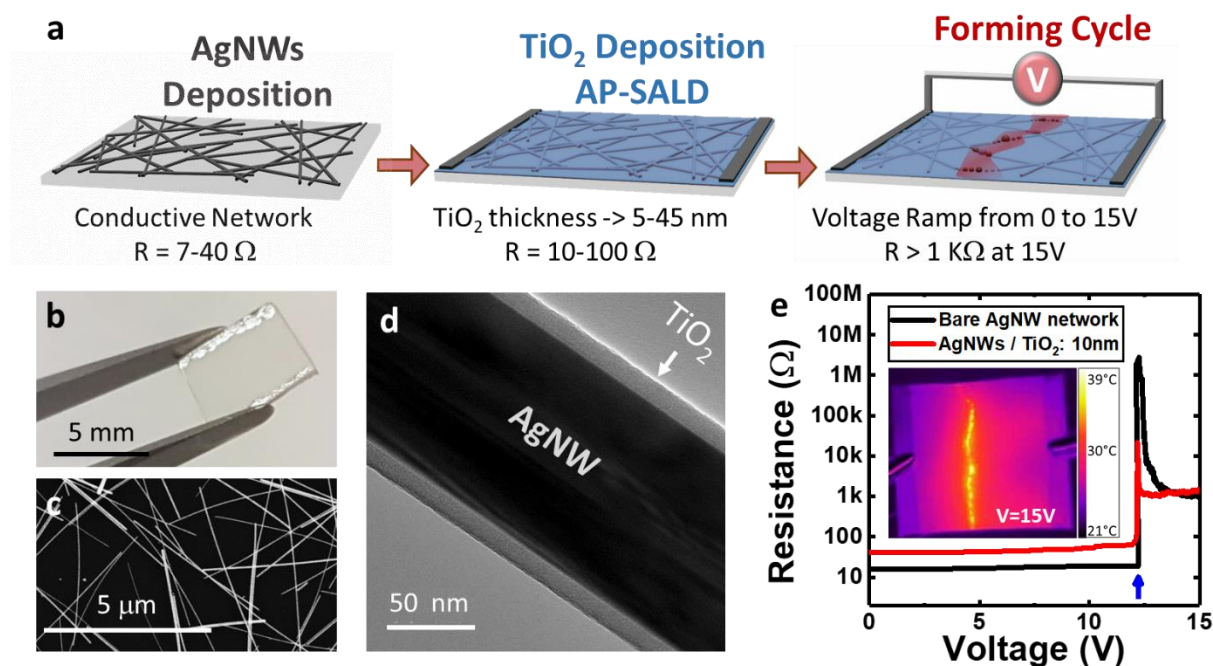 a
AgNWs
Deposition
Conductive Network
R = 7-40 Ω
TiO₂ Deposition
AP-SALD
TiO₂ thickness -> 5-45 nm
R = 10-100 Ω
Forming Cycle
V
Voltage Ramp from 0 to 15V
R > 1 KΩ at 15V
b
5 mm
c
5 μm
d
TiO₂
AgNW
50 nm
e
Resistance (Ω)
100M
10M
1M
100k
10k
1k
100
10
Bare AgNW network
AgNWs / TiO₂: 10nm
39°C
30°C
21°C
V=15V
0
5
10
15
Voltage (V)